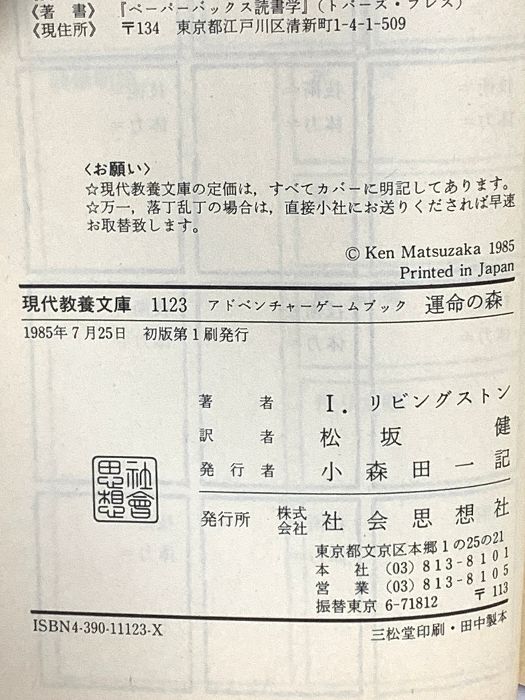 〈著 書〉 『ペーパーバックス読書学』(トパーズ・プレス)
〈現住所〉 〒134 東京都江戸川区清新町1-4-1-509
〈お願い〉
☆現代教養文庫の定価は，すべてカバーに明記してあります。
☆万一，落丁乱丁の場合は，直接小社にお送りくだされば早速
お取替致します。
© Ken Matsuzaka 1985
Printed in Japan
現代教養文庫 1123 アドベンチャーゲームブック 運命の森
1985年7月25日 初版第1刷発行
著者 I．リビングストン
訳者 松坂健
発行者 小森田一記
社会思想
發行所 株式会社 社会思想社
東京都文京区本郷1の25の21
本社 (03) 813-8101
営業 (03) 813-8105
振替東京 6-71812 〒113
ISBN4-390-11123-X
三松堂印刷・田中製本